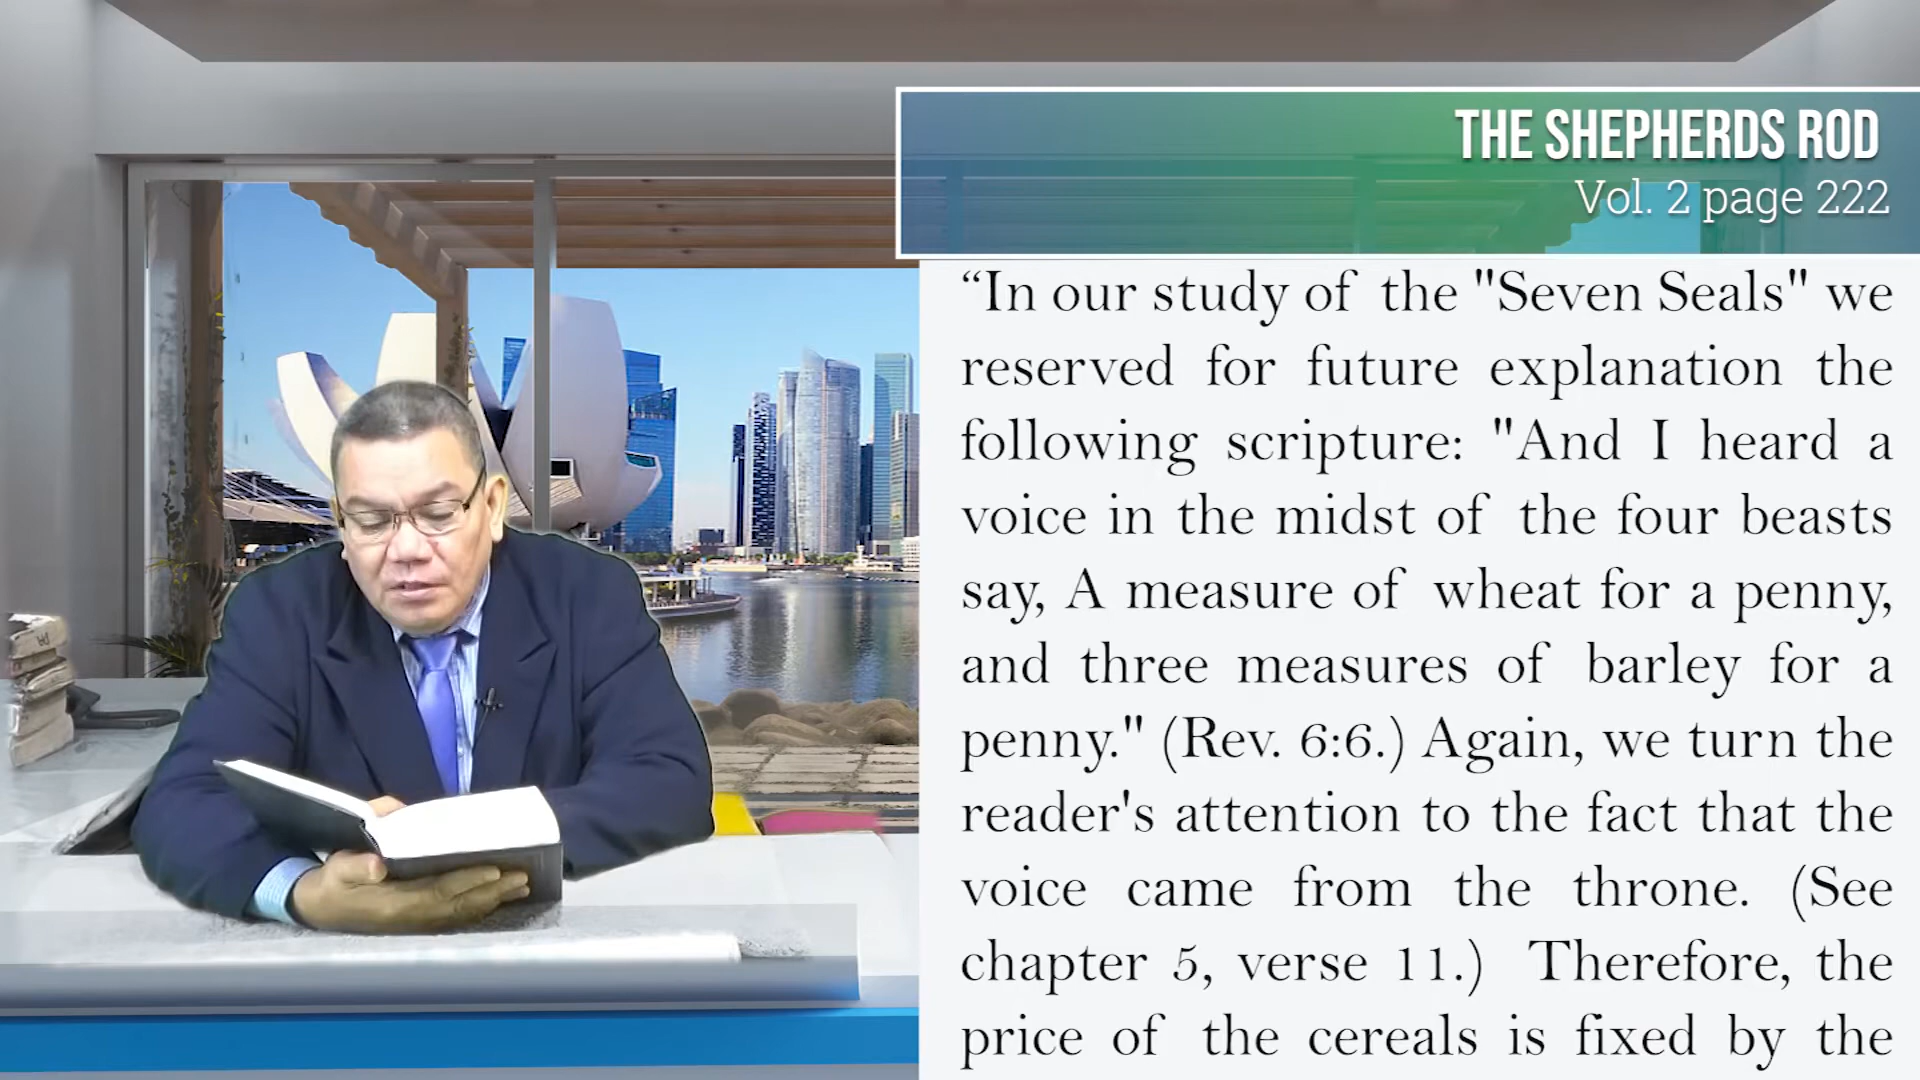 THE SHEPHERDS ROD
Vol. 2 page 222
“In our study of the "Seven Seals" we
reserved for future explanation the
following scripture: "And I heard a
voice in the midst of the four beasts
say, A measure of wheat for a penny,
and three measures of barley for a
penny." (Rev. 6:6.) Again, we turn the
reader's attention to the fact that the
voice came from the throne. (See
chapter 5, verse 11.) Therefore, the
price of the cereals is fixed by the